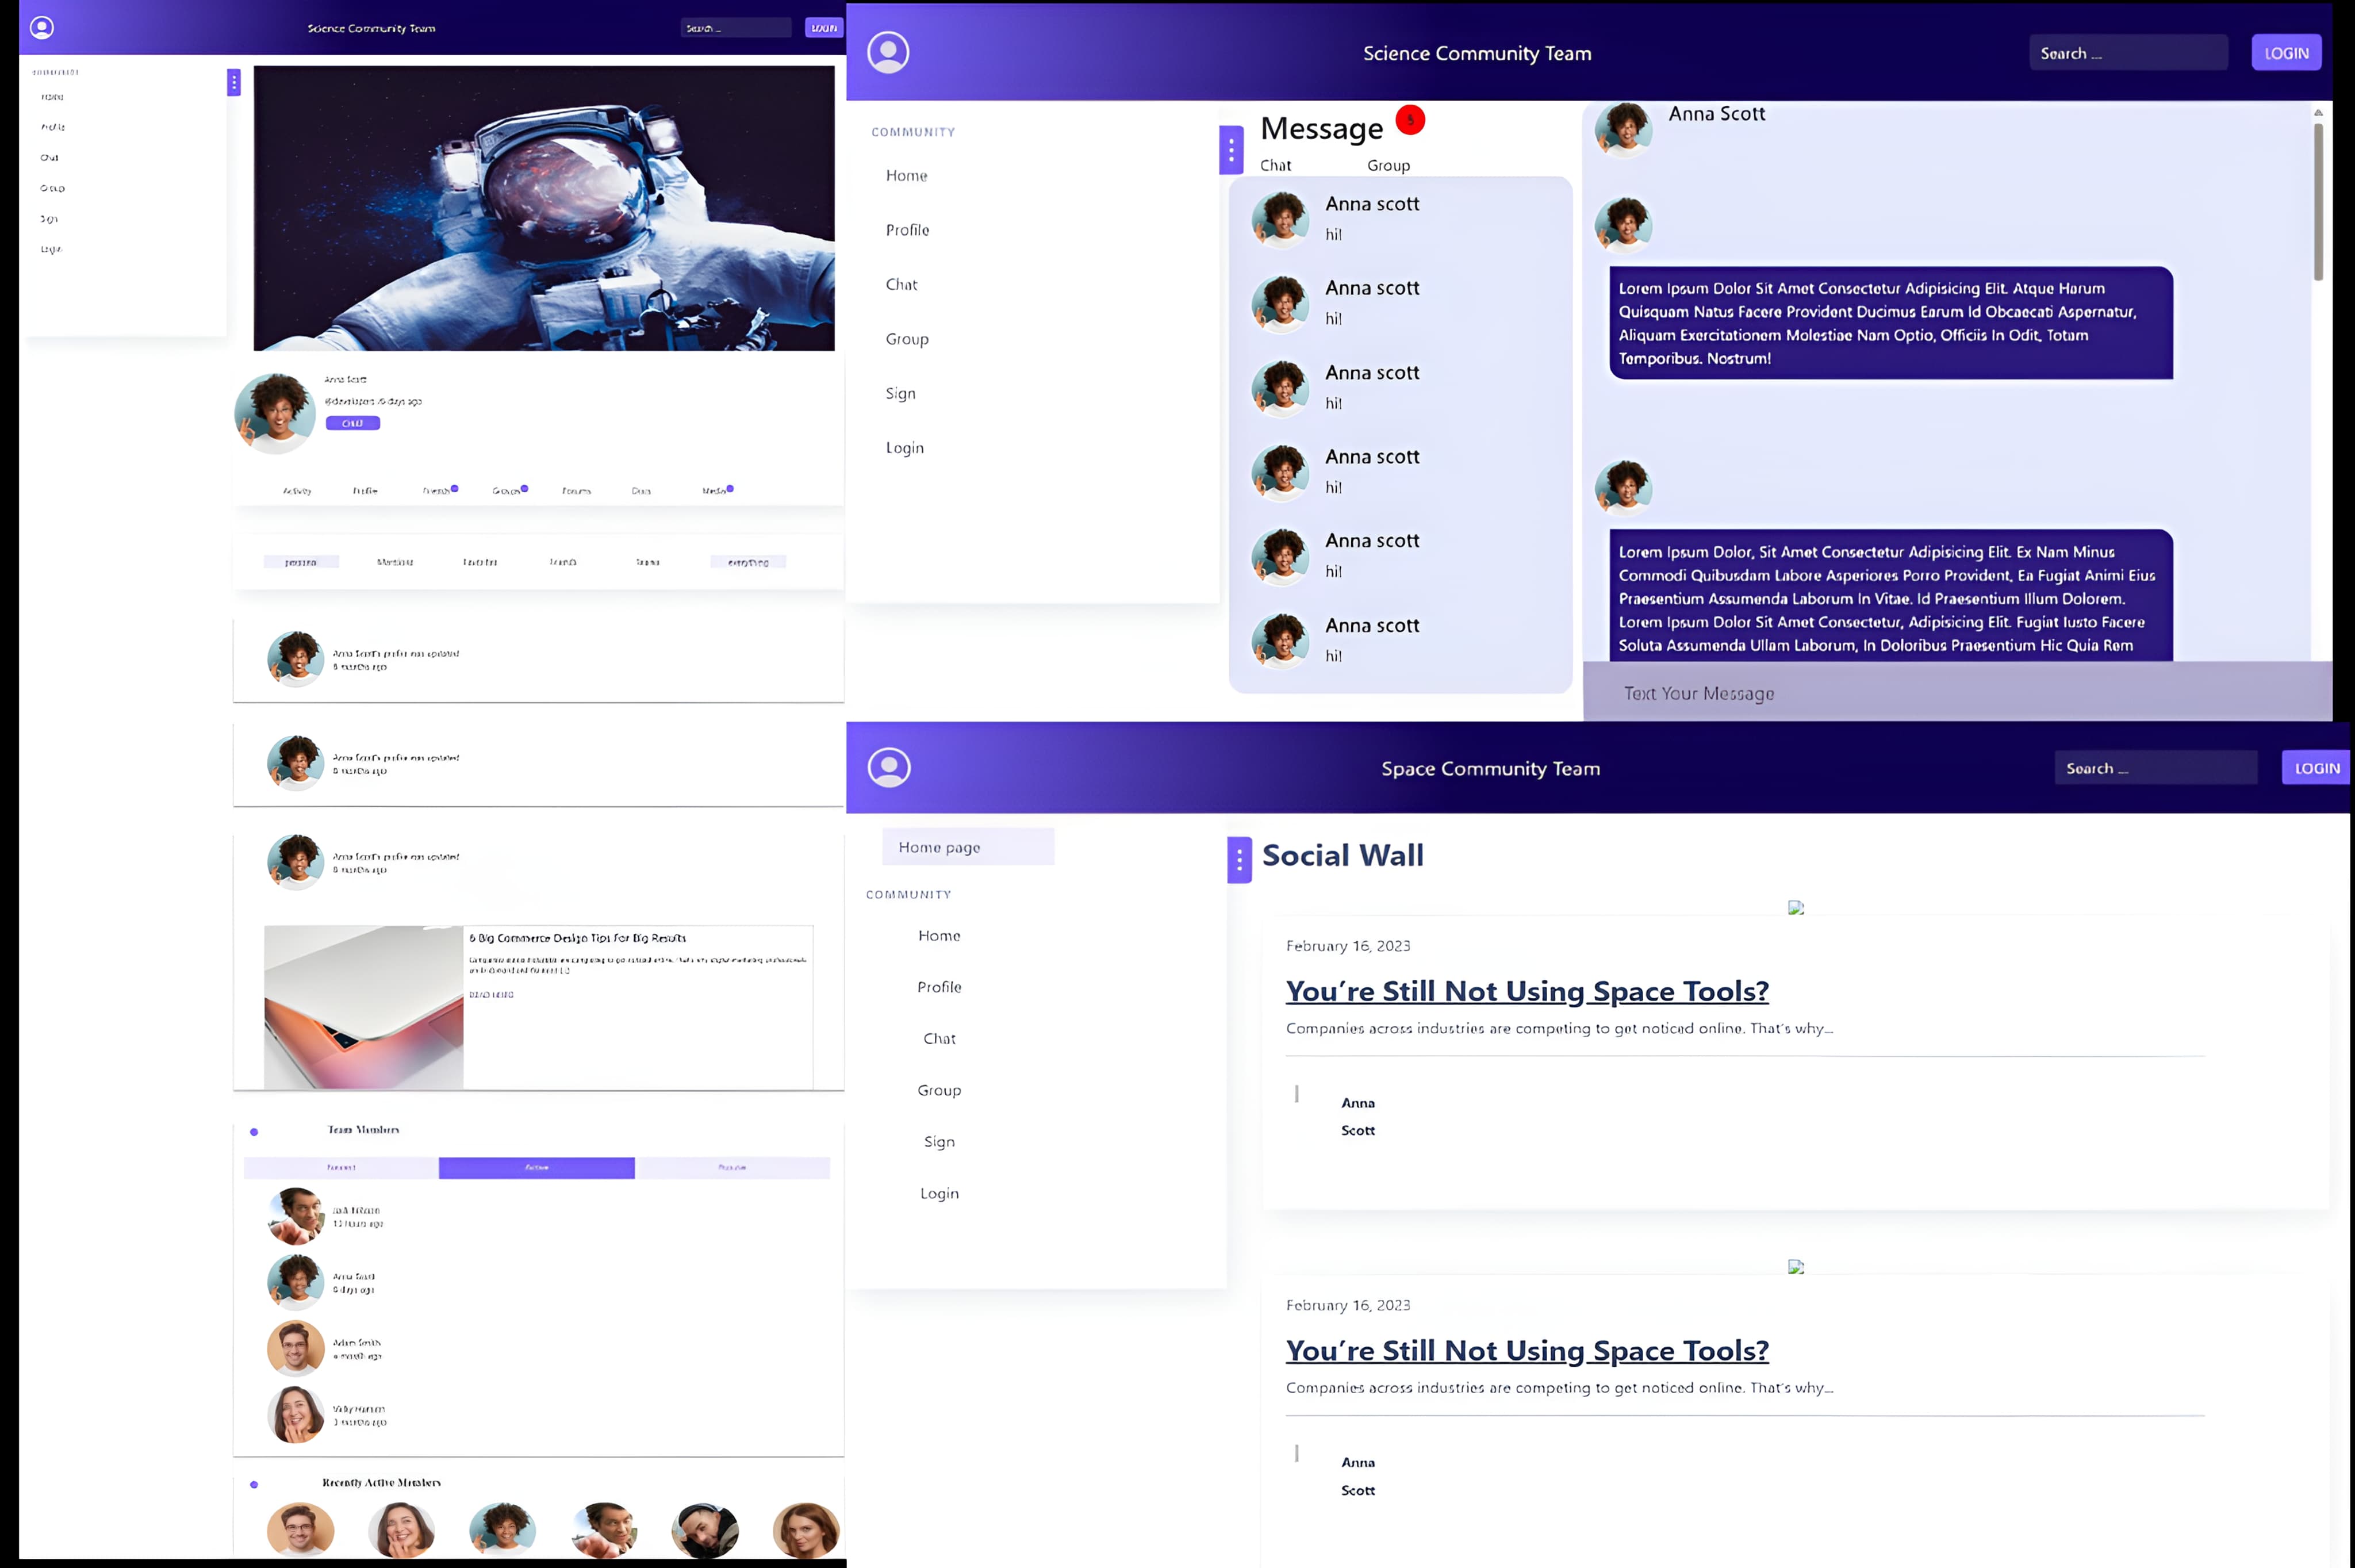 Science Community Team
LOGIN
Chat
Group
Login
Anna Scott
CHAT
Activity
Profile
Friends
Groups
Forums
Docs
Media
personal
Mentions
everything
Anna Scott's profile was updated
6 months ago
Anna Scott's profile was updated
6 months ago
Anna Scott's profile was updated
6 months ago
6 Big Commerce Design Tips For Big Results
Team Members
Active
Anna Scott
6 days ago
Adam Smith
Recently Active Members
Science Community Team
Search ...
LOGIN
COMMUNITY
Home
Profile
Chat
Group
Sign
Login
Message
Chat
Group
Anna scott
hi!
Anna scott
hi!
Anna scott
hi!
Anna scott
hi!
Anna scott
hi!
Anna scott
hi!
Anna Scott
Lorem Ipsum Dolor Sit Amet Consectetur Adipisicing Elit. Atque Harum
Quisquam Natus Facere Provident Ducimus Earum Id Obcaecati Aspernatur,
Aliquam Exercitationem Molestiae Nam Optio, Officiis In Odit, Totam
Temporibus. Nostrum!
Lorem Ipsum Dolor, Sit Amet Consectetur Adipisicing Elit. Ex Nam Minus
Commodi Quibusdam Labore Asperiores Porro Provident, Ea Fugiat Animi Eius
Praesentium Assumenda Laborum In Vitae. Id Praesentium Illum Dolorem.
Lorem Ipsum Dolor Sit Amet Consectetur, Adipisicing Elit. Fugiat Iusto Facere
Soluta Assumenda Ullam Laborum, In Doloribus Praesentium Hic Quia Rem
Text Your Message
Space Community Team
Search ...
LOGIN
Home page
COMMUNITY
Home
Profile
Chat
Group
Sign
Login
Social Wall
February 16, 2023
You're Still Not Using Space Tools?
Companies across industries are competing to get noticed online. That's why...
Anna
Scott
February 16, 2023
You're Still Not Using Space Tools?
Companies across industries are competing to get noticed online. That's why...
Anna
Scott